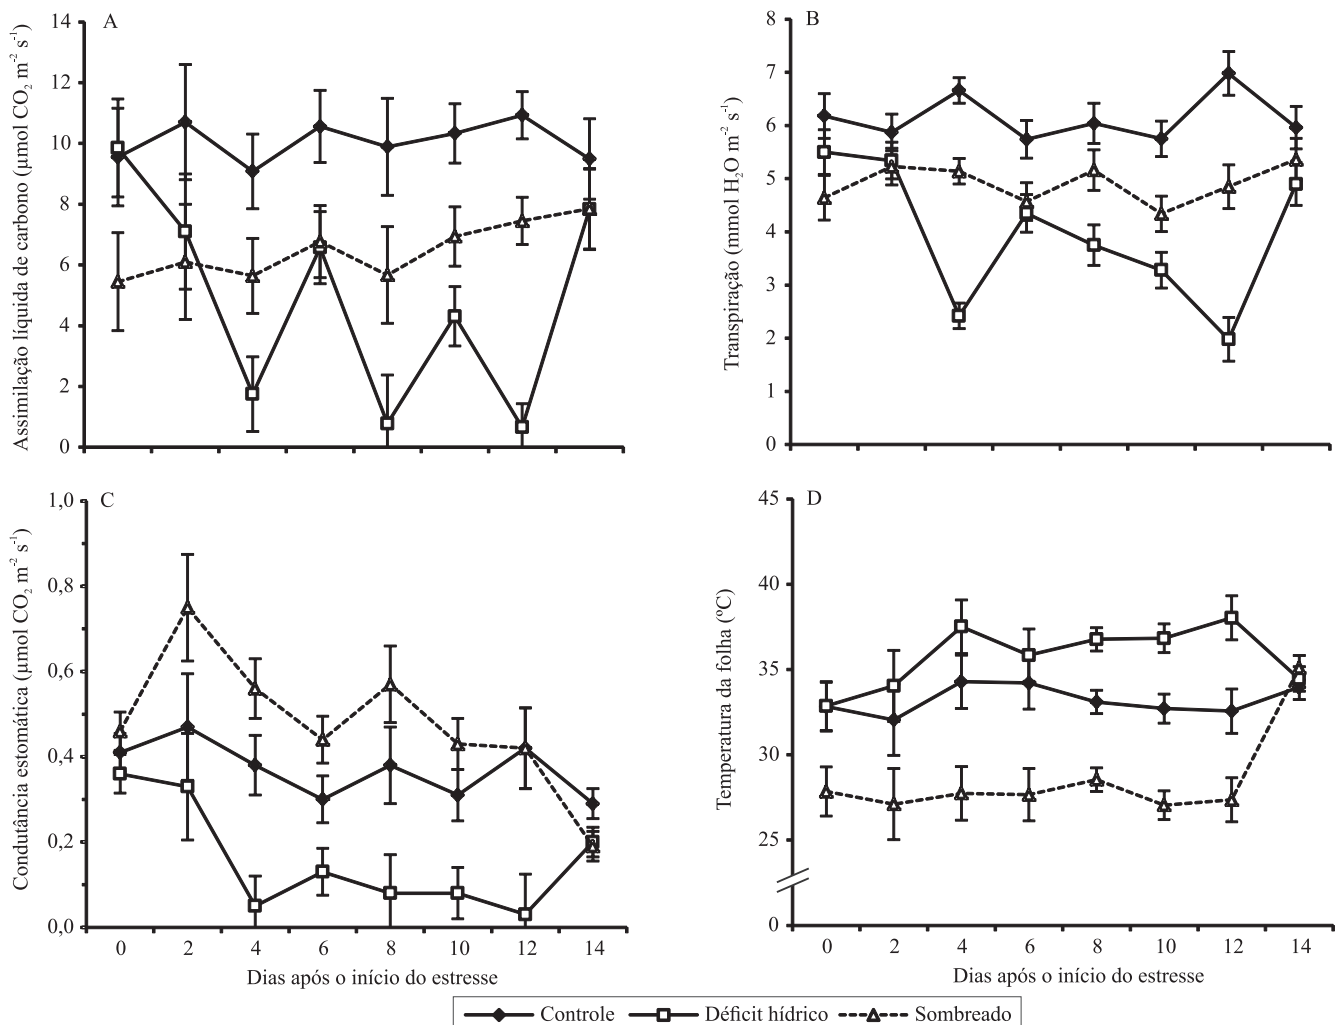 A
Assimilação líquida de carbono (µmol CO₂ m⁻² s⁻¹)
14
12
10
8
6
4
2
0
B
Transpiração (mmol H₂O m⁻² s⁻¹)
8
7
6
5
4
3
2
1
0
C
Condutância estomática (µmol CO₂ m⁻² s⁻¹)
1,0
0,8
0,6
0,4
0,2
0,0
0 2 4 6 8 10 12 14
Dias após o início do estresse
D
Temperatura da folha (ºC)
45
40
35
30
25
0
0 2 4 6 8 10 12 14
Dias após o início do estresse
Controle Déficit hídrico Sombreado